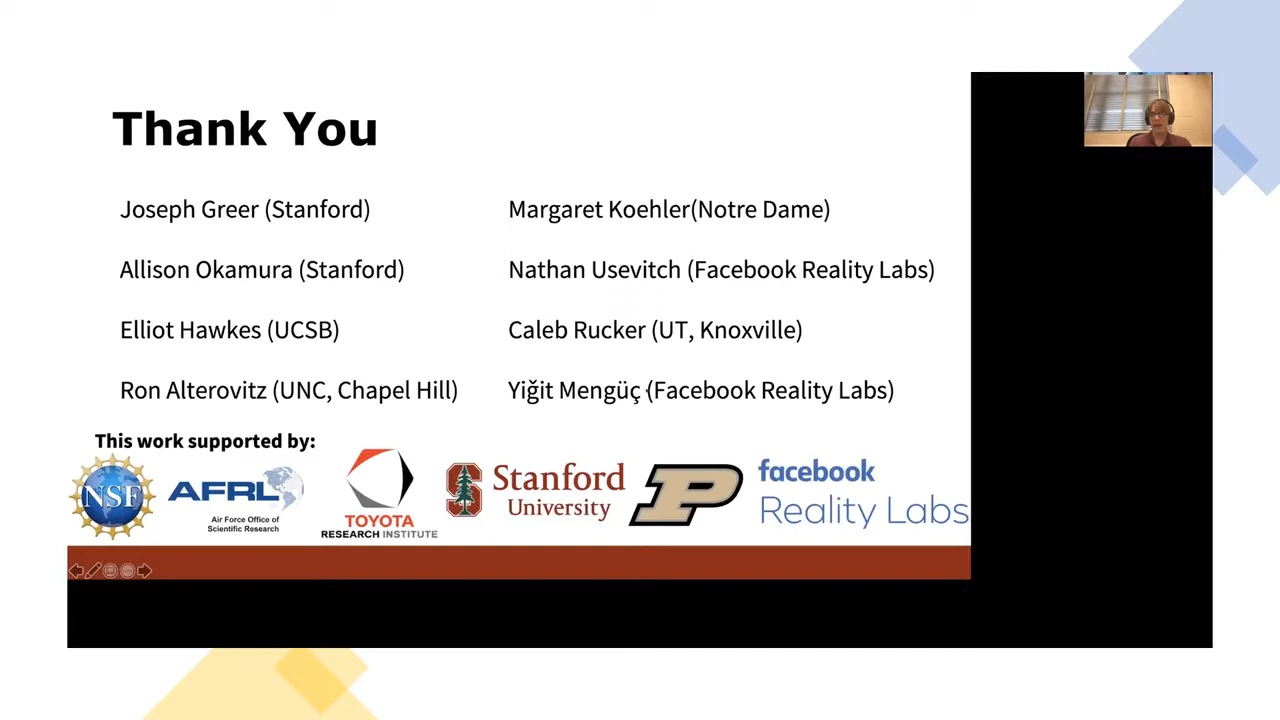 Thank You
Joseph Greer (Stanford)
Margaret Koehler(Notre Dame)
Allison Okamura (Stanford)
Nathan Usevitch (Facebook Reality Labs)
Elliot Hawkes (UCSB)
Caleb Rucker (UT, Knoxville)
Ron Alterovitz (UNC, Chapel Hill)
Yiğit Mengüç (Facebook Reality Labs)
This work supported by:
NSF
AFRL
Air Force Office of
Scientific Research
TOYOTA
RESEARCH INSTITUTE
S
Stanford
University
P
facebook
Reality Labs